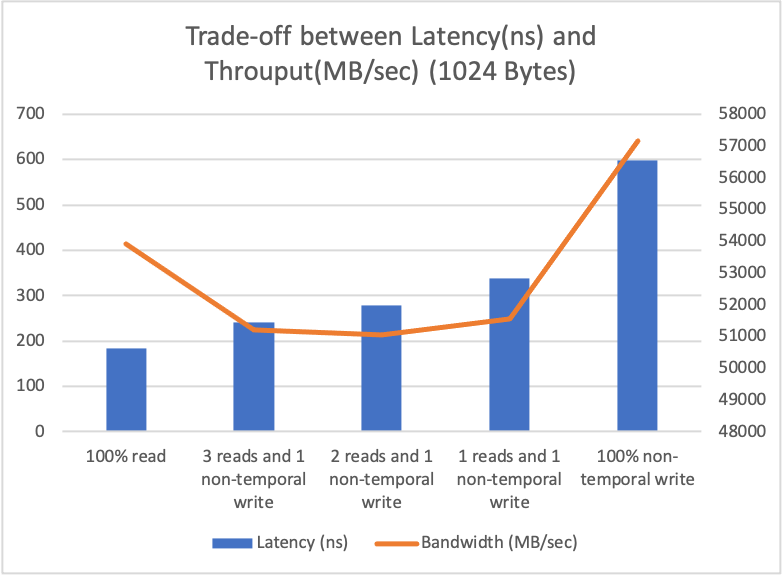 Trade-off between Latency(ns) and
Throuput(MB/sec) (1024 Bytes)
700
600
500
400
300
200
100
0
58000
57000
56000
55000
54000
53000
52000
51000
50000
49000
48000
100% read
3 reads and 1
non-temporal
write
2 reads and 1
non-temporal
write
1 reads and 1
non-temporal
write
100% non-
temporal write
Latency (ns)
Bandwidth (MB/sec)